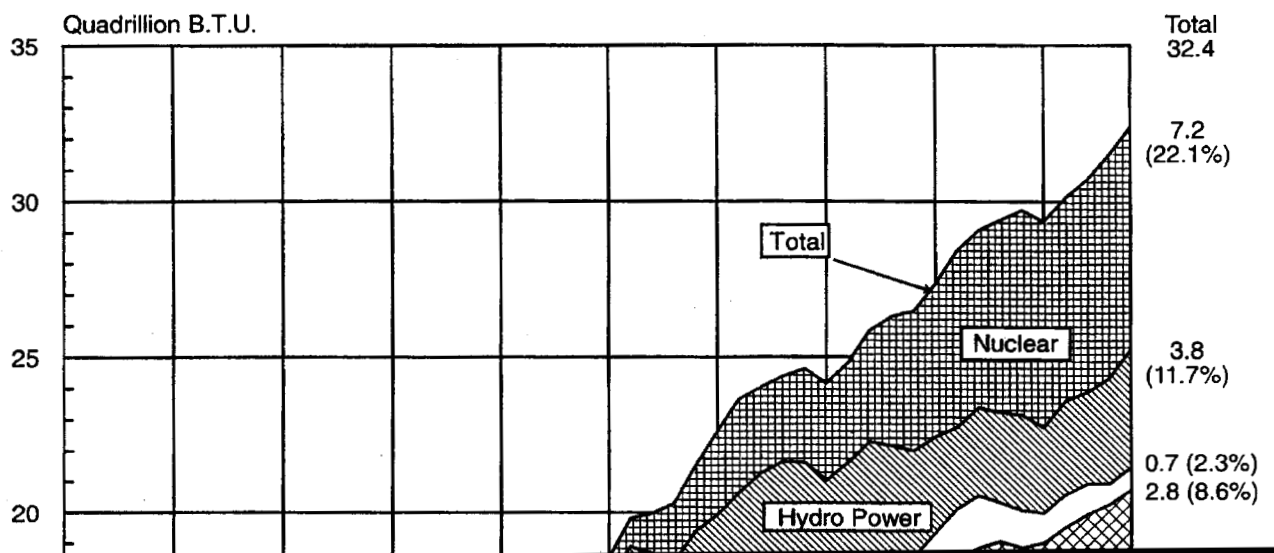 Quadrillion B.T.U.
Total
35
32.4
7.2
(22.1%)
30
Total
Nuclear
25
3.8
(11.7%)
0.7 (2.3%)
2.8 (8.6%)
20
Hydro Power